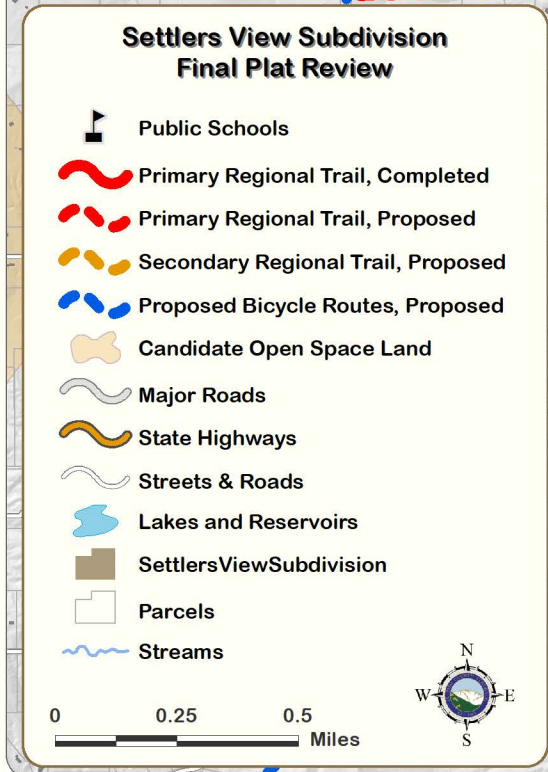 Settlers View Subdivision
Final Plat Review
Public Schools
Primary Regional Trail, Completed
Primary Regional Trail, Proposed
Secondary Regional Trail, Proposed
Proposed Bicycle Routes, Proposed
Candidate Open Space Land
Major Roads
State Highways
Streets & Roads
Lakes and Reservoirs
SettlersViewSubdivision
Parcels
Streams
N
W E
S
0 0.25 0.5
Miles